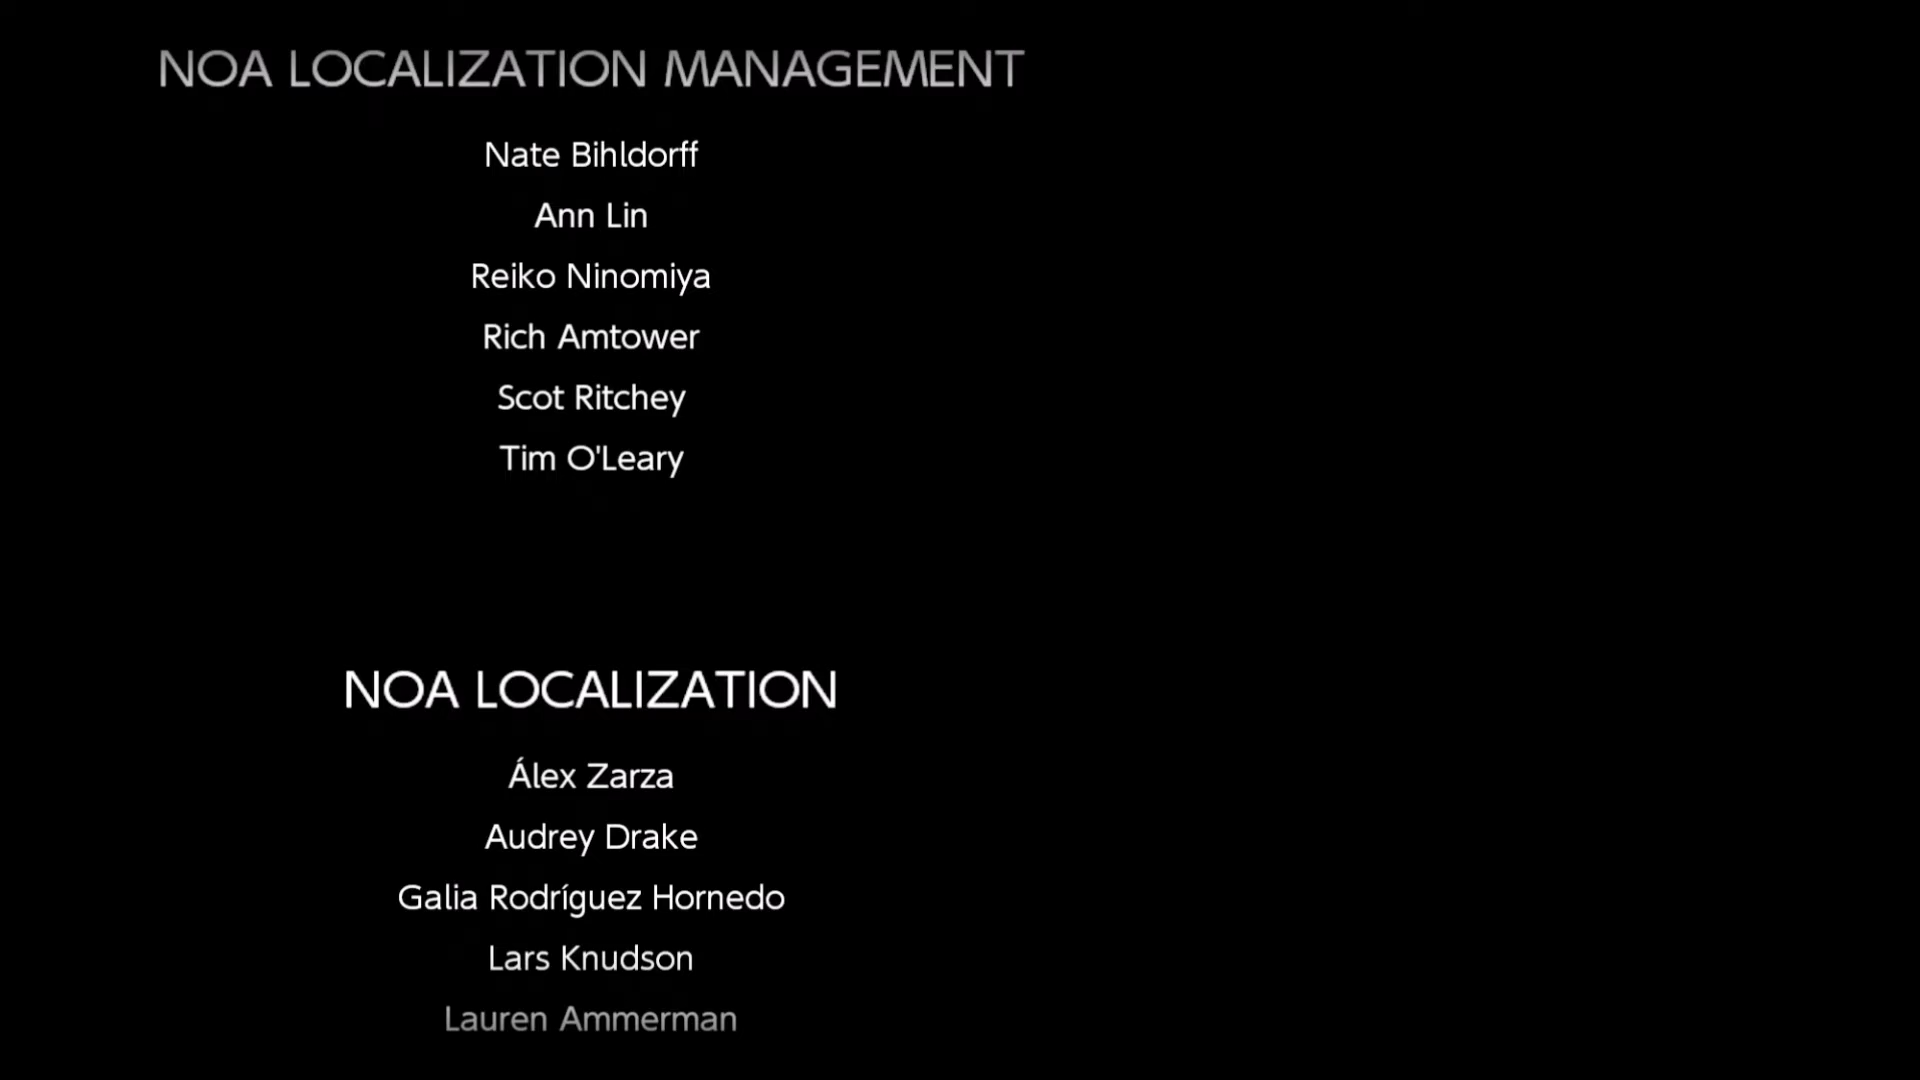 NOA LOCALIZATION MANAGEMENT
Nate Bihldorff
Ann Lin
Reiko Ninomiya
Rich Amtower
Scot Ritchey
Tim O'Leary
NOA LOCALIZATION
Álex Zarza
Audrey Drake
Galia Rodríguez Hornedo
Lars Knudson
Lauren Ammerman